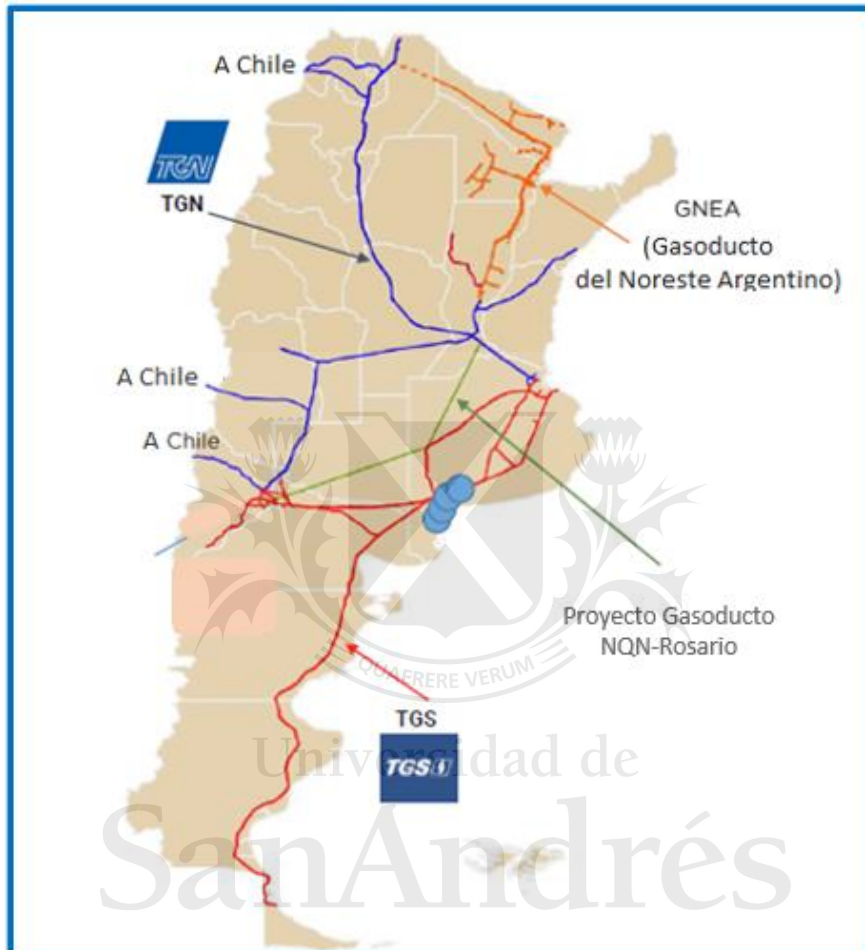 A Chile
TGN
TGN
GNEA
(Gasoducto
del Noreste Argentino)
A Chile
A Chile
Proyecto Gasoducto
NQN-Rosario
QUAERERE VERUM
TGS
TGS
Universidad de
SanAndrés